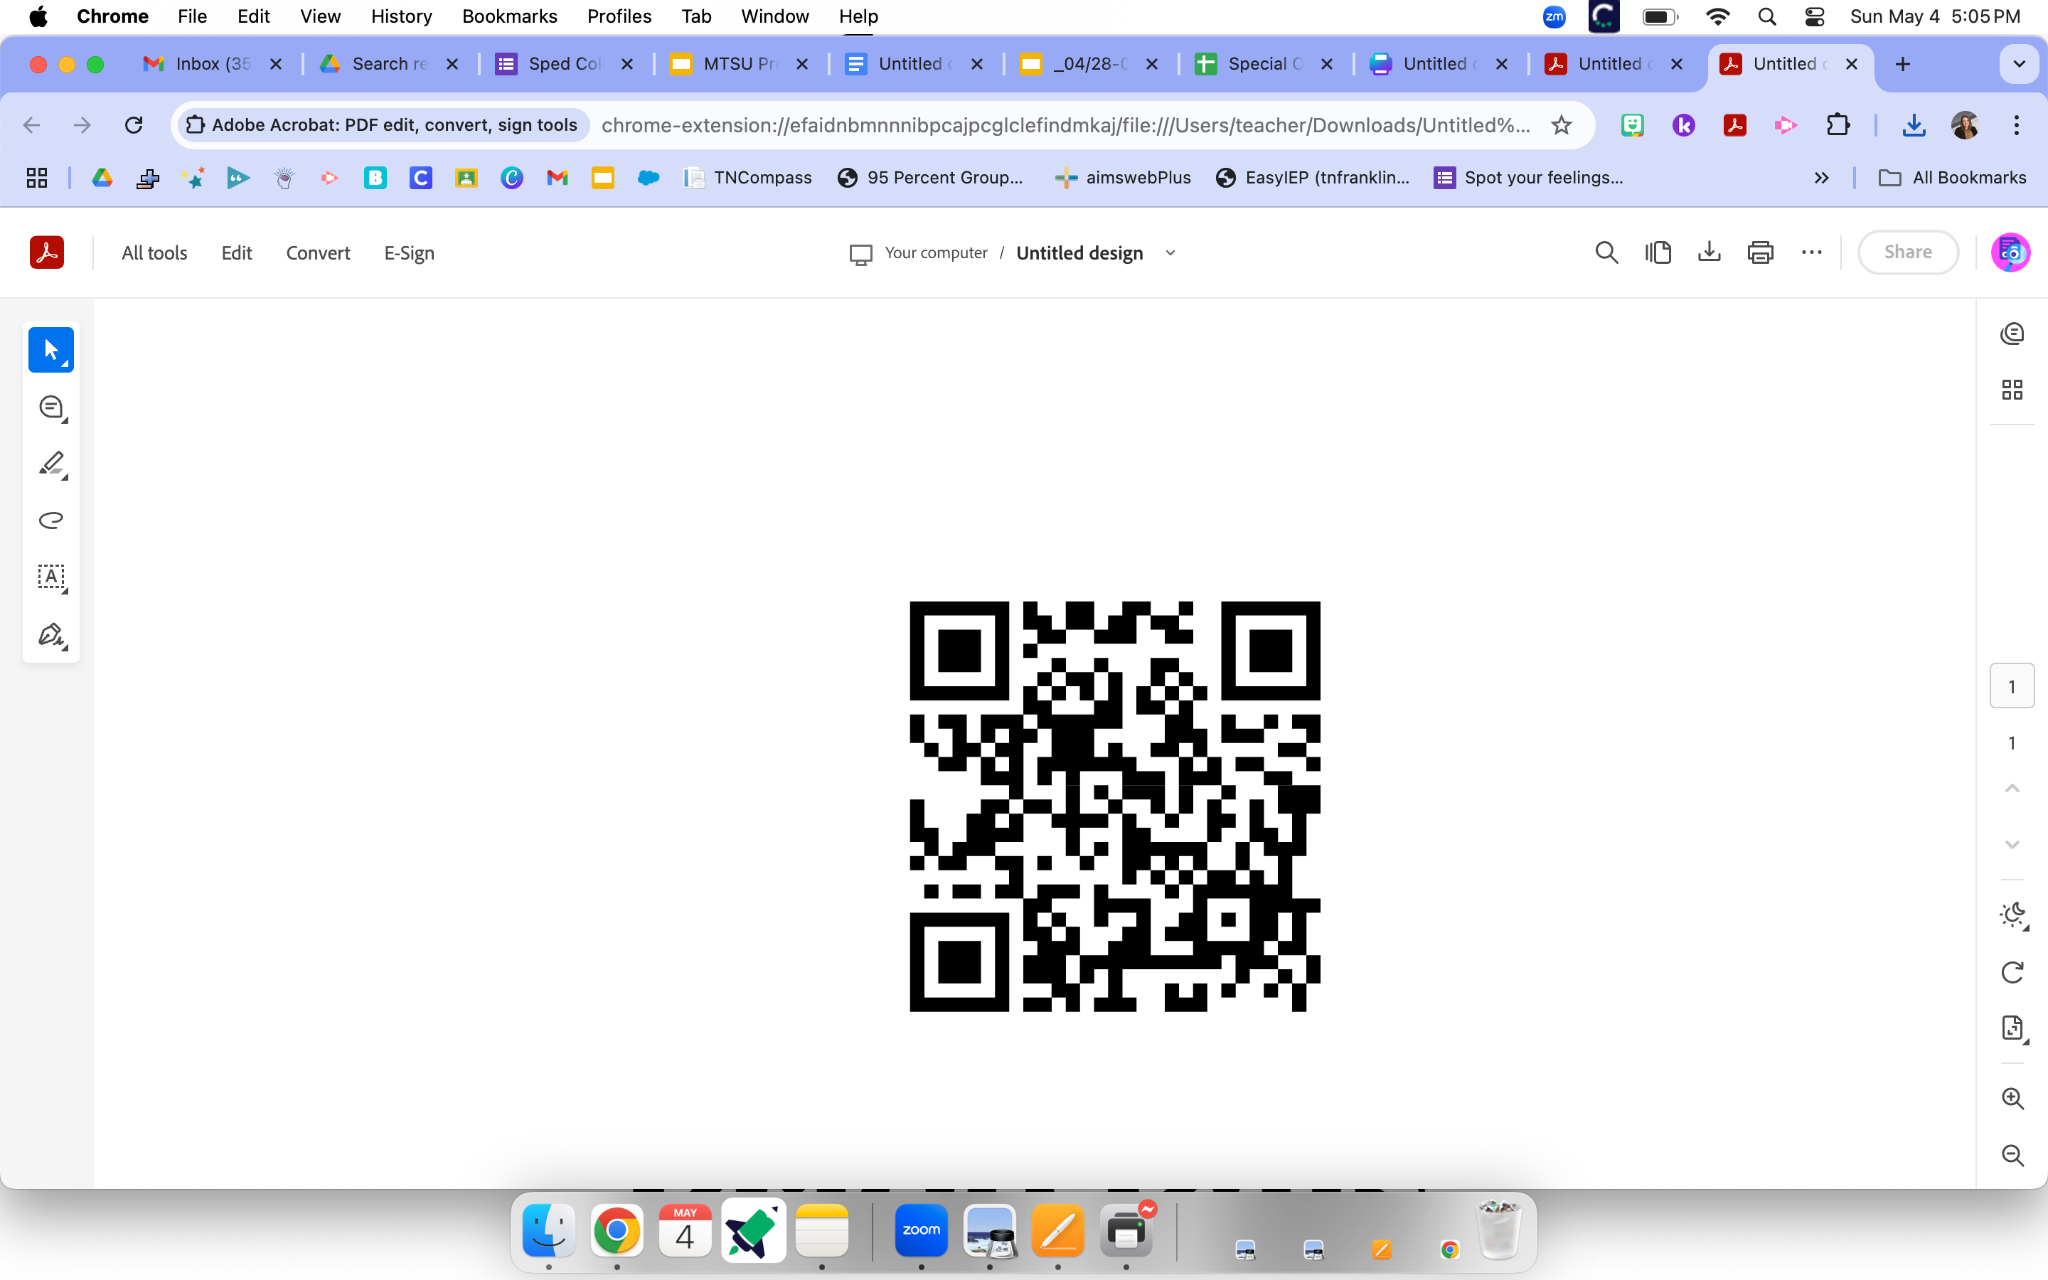 Chrome File Edit View History Bookmarks Profiles Tab Window Help zm Sun May 4 5:05 PM
Inbox (35 Search re Sped Col MTSU Pr Untitled _04/28- Special C Untitled Untitled Untitled
Adobe Acrobat: PDF edit, convert, sign tools chrome-extension://efaidnbmnnnibpcajpcglclefindmkaj/file:///Users/teacher/Downloads/Untitled%...
TNCompass 95 Percent Group... aimswebPlus EasyIEP (tnfranklin... Spot your feelings... » All Bookmarks
All tools Edit Convert E-Sign Your computer / Untitled design Share
1
1
MAY
4
zoom